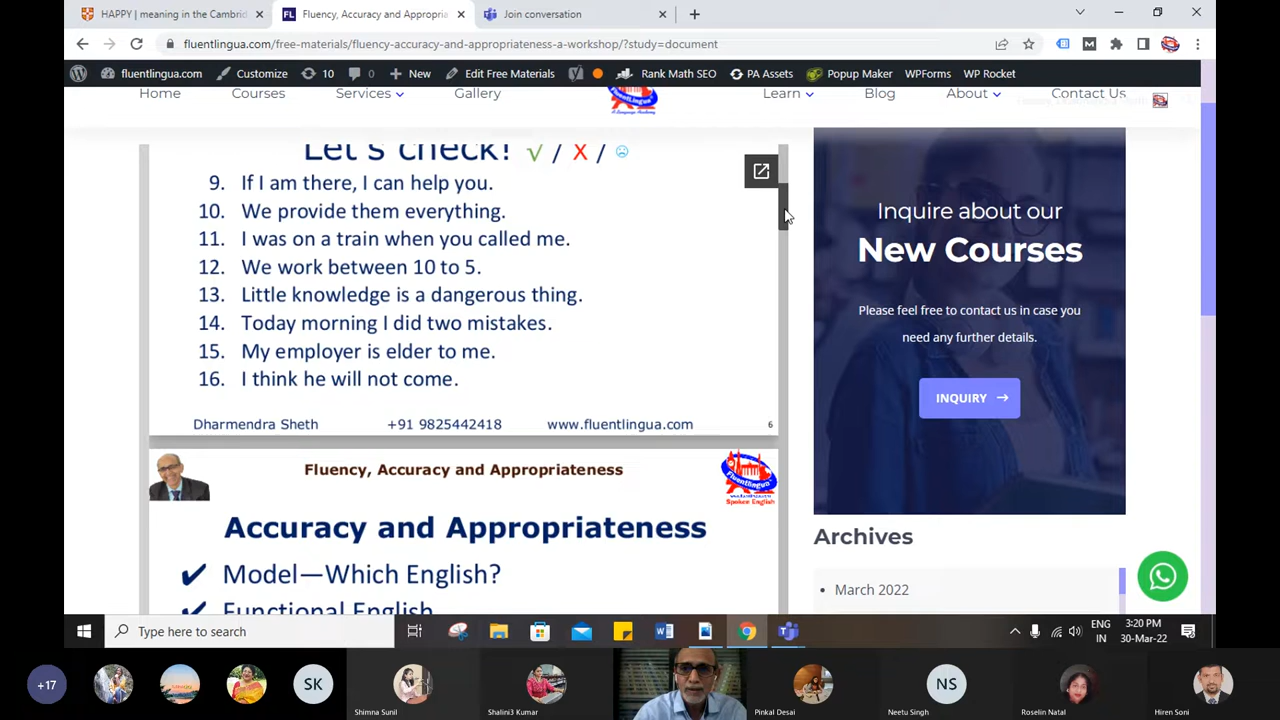 HAPPY | meaning in the Cambrid
Fluency, Accuracy and Appropria
Join conversation
fluentlingua.com/free-materials/fluency-accuracy-and-appropriateness-a-workshop/?study=document
fluentlingua.com Customize 10 0 New Edit Free Materials Rank Math SEO PA Assets Popup Maker WPForms WP Rocket
Home Courses Services Gallery Learn Blog About Contact Us
Let's check! √ / X /
9. If I am there, I can help you.
10. We provide them everything.
11. I was on a train when you called me.
12. We work between 10 to 5.
13. Little knowledge is a dangerous thing.
14. Today morning I did two mistakes.
15. My employer is elder to me.
16. I think he will not come.
Dharmendra Sheth +91 9825442418 www.fluentlingua.com 6
Fluency, Accuracy and Appropriateness
Fluentlingua
Spoken English
Accuracy and Appropriateness
✔ Model—Which English?
✔ Functional English
Inquire about our
New Courses
Please feel free to contact us in case you
need any further details.
INQUIRY →
Archives
• March 2022
Type here to search
ENG
IN
3:20 PM
30-Mar-22
+17
SK
Shimna Sunil
Shalini3 Kumar
Pinkal Desai
NS
Neetu Singh
Roselin Natal
Hiren Soni